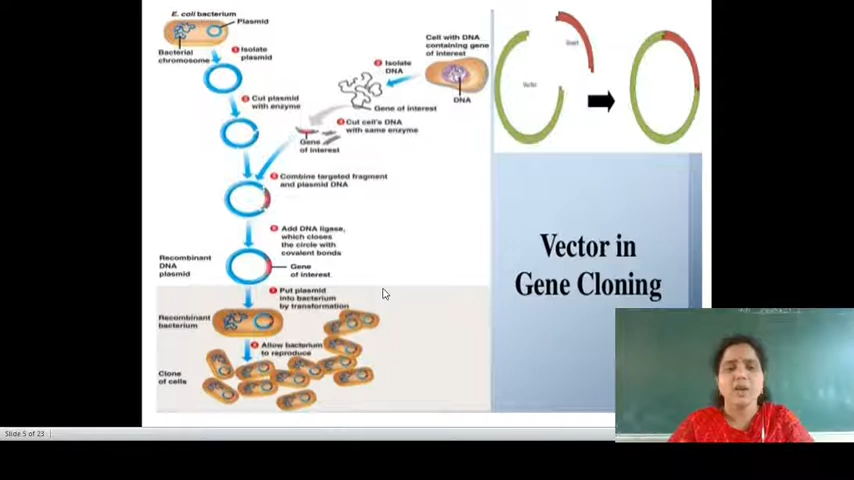 E. coli bacterium
Plasmid
Bacterial
chromosome
Isolate
plasmid
Cell with DNA
containing gene
of interest
Isolate
DNA
DNA
Gene of interest
Cut plasmid
with enzyme
Cut cell's DNA
with same enzyme
Gene
of interest
Combine targeted fragment
and plasmid DNA
Add DNA ligase,
which closes
the circle with
covalent bonds
Recombinant
DNA
plasmid
Gene
of interest
Put plasmid
into bacterium
by transformation
Recombinant
bacterium
Allow bacterium
to reproduce
Clone
of cells
Vector in
Gene Cloning
Slide 5 of 23